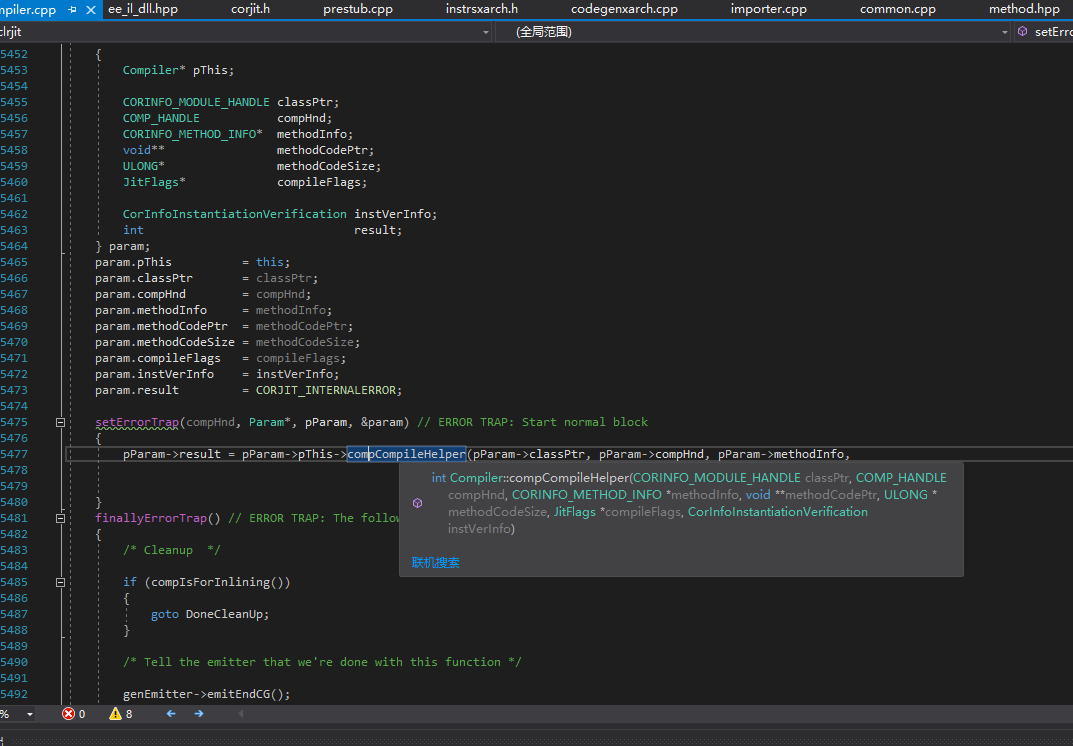 mpiler.cpp ee_il_dll.hpp corjit.h prestub.cpp instrsxarch.h codegenxarch.cpp importer.cpp common.cpp method.hpp
clrjit (全局范围) setErro
5452 {
5453 Compiler* pThis;
5454
5455 CORINFO_MODULE_HANDLE classPtr;
5456 COMP_HANDLE compHnd;
5457 CORINFO_METHOD_INFO* methodInfo;
5458 void** methodCodePtr;
5459 ULONG* methodCodeSize;
5460 JitFlags* compileFlags;
5461
5462 CorInfoInstantiationVerification instVerInfo;
5463 int result;
5464 } param;
5465 param.pThis = this;
5466 param.classPtr = classPtr;
5467 param.compHnd = compHnd;
5468 param.methodInfo = methodInfo;
5469 param.methodCodePtr = methodCodePtr;
5470 param.methodCodeSize = methodCodeSize;
5471 param.compileFlags = compileFlags;
5472 param.instVerInfo = instVerInfo;
5473 param.result = CORJIT_INTERNALERROR;
5474
5475 setErrorTrap(compHnd, Param*, pParam, &param) // ERROR TRAP: Start normal block
5476 {
5477 pParam->result = pParam->pThis->compCompileHelper(pParam->classPtr, pParam->compHnd, pParam->methodInfo,
5478
int Compiler::compCompileHelper(CORINFO_MODULE_HANDLE classPtr, COMP_HANDLE
5479
compHnd, CORINFO_METHOD_INFO *methodInfo, void **methodCodePtr, ULONG *
5480 }
methodCodeSize, JitFlags *compileFlags, CorInfoInstantiationVerification
5481 finallyErrorTrap() // ERROR TRAP: The follow
instVerInfo)
5482 {
5483 /* Cleanup */
联机搜索
5484
5485 if (compIsForInlining())
5486 {
5487 goto DoneCleanUp;
5488 }
5489
5490 /* Tell the emitter that we're done with this function */
5491
5492 genEmitter->emitEndCG();
% 0 8